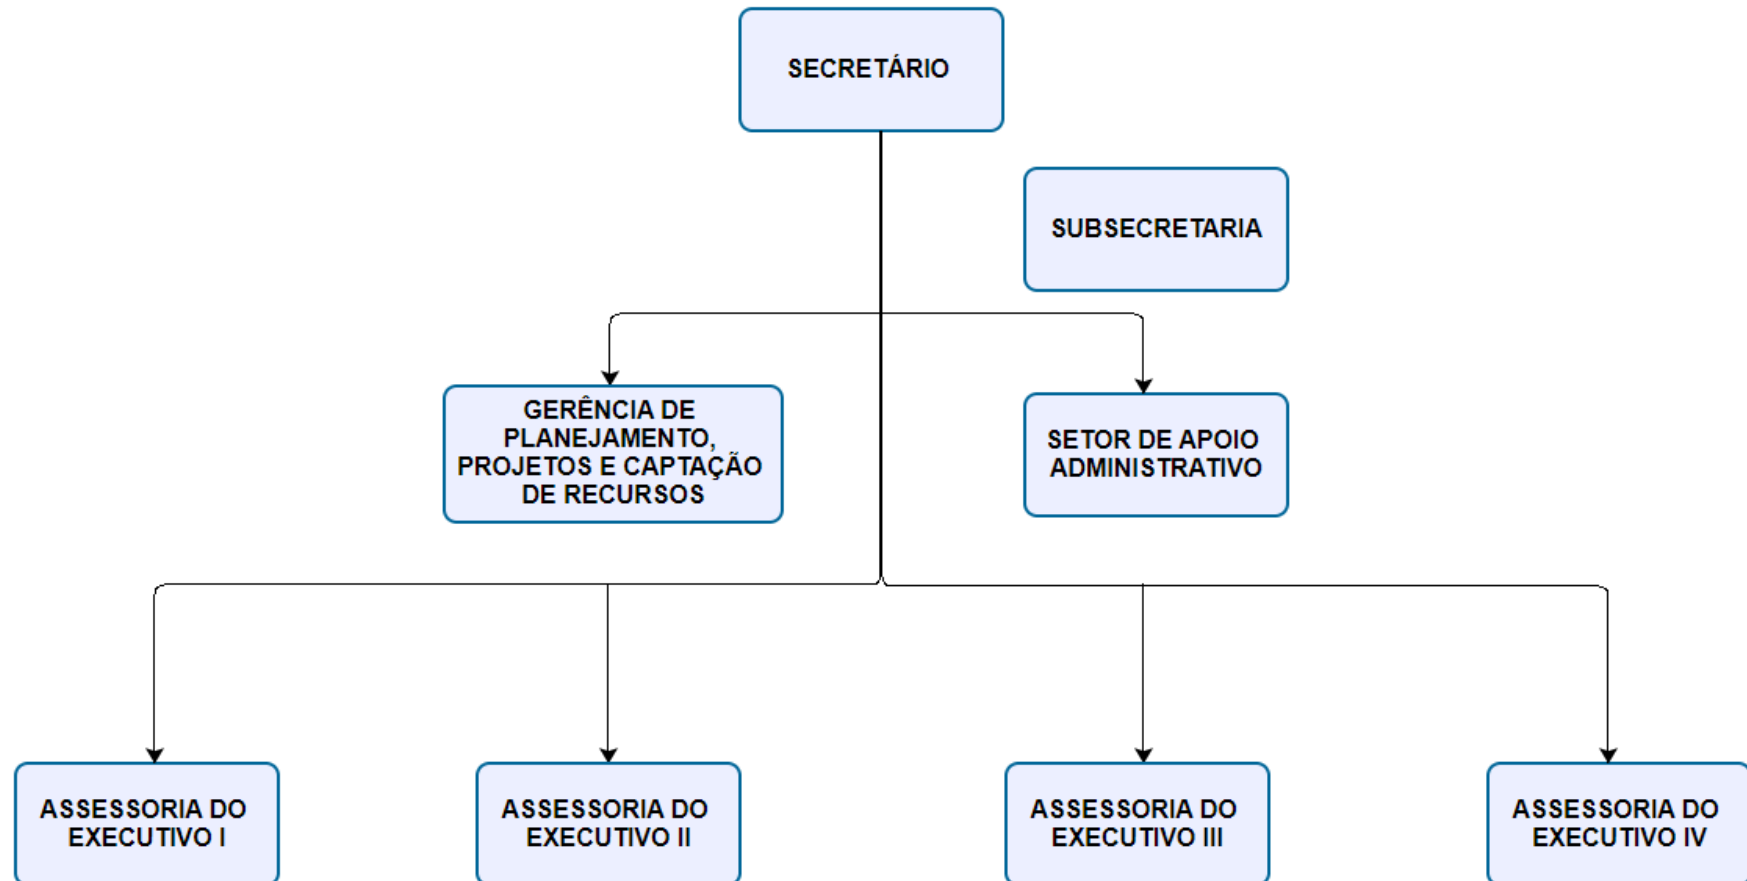 SECRETÁRIO
SUBSECRETARIA
GERÊNCIA DE
PLANEJAMENTO,
PROJETOS E CAPTAÇÃO
DE RECURSOS
SETOR DE APOIO
ADMINISTRATIVO
ASSESSORIA DO
EXECUTIVO I
ASSESSORIA DO
EXECUTIVO II
ASSESSORIA DO
EXECUTIVO III
ASSESSORIA DO
EXECUTIVO IV